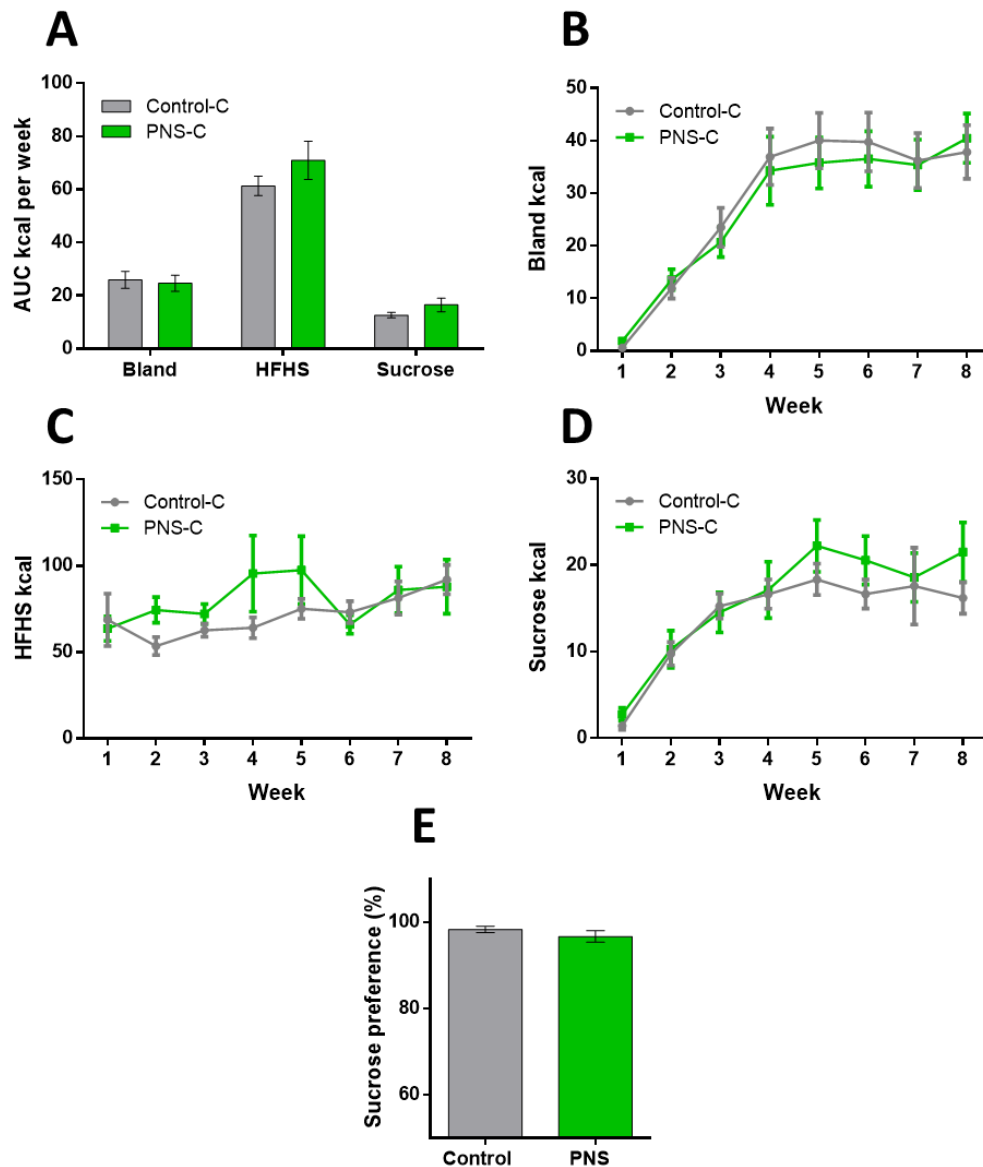 A
AUC kcal per week
100
80
60
40
20
0
Control-C
PNS-C
Bland HFHS Sucrose
B
Bland kcal
50
40
30
20
10
0
Control-C
PNS-C
1 2 3 4 5 6 7 8
Week
C
HFHS kcal
150
100
50
0
Control-C
PNS-C
1 2 3 4 5 6 7 8
Week
D
Sucrose kcal
30
20
10
0
Control-C
PNS-C
1 2 3 4 5 6 7 8
Week
E
Sucrose preference (%)
100
80
60
Control PNS